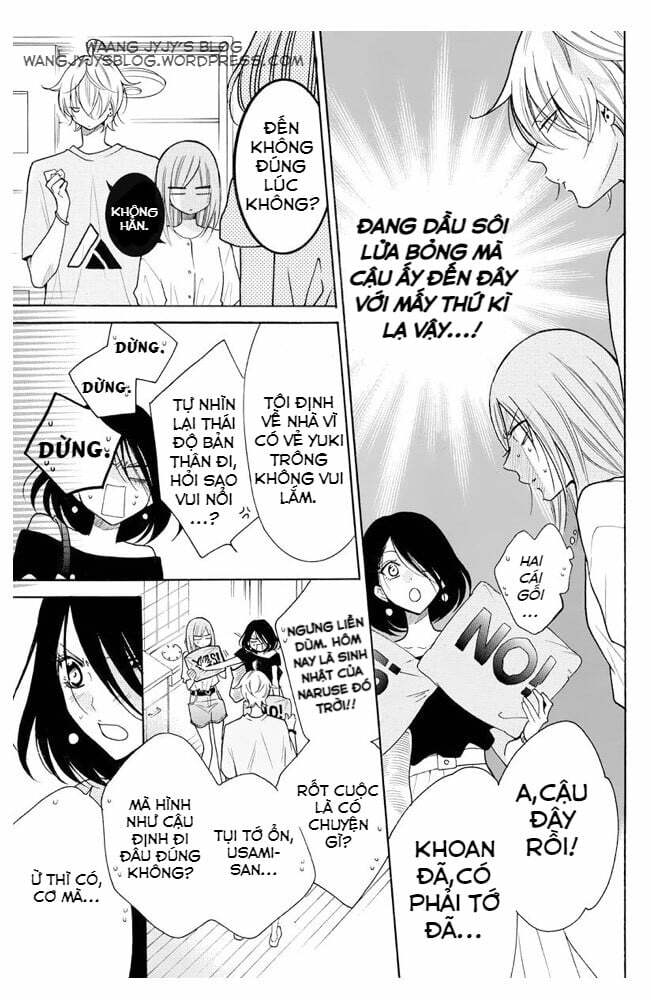 WAANG JYJY'S BLOG
WANGJYJYSBLOG.WORDPRESS.COM
ĐANG DẦU SÔI
LỬA BỎNG MÀ
CẬU ẤY ĐẾN ĐÂY
VỚI MẤY THỨ KÌ
LẠ VẬY...!
HAI
CÁI
GỐI
...
NO!
A,CẬU
ĐÂY
RỒI!
KHOAN
ĐÃ,CÓ
PHẢI TỚ
ĐÃ...
ĐẾN
KHÔNG
ĐÚNG
LÚC
KHÔNG?
KHÔNG
HẲN.
TÔI ĐỊNH
VỀ NHÀ VÌ
CÓ VẺ YUKI
TRÔNG
KHÔNG VUI
LẮM.
TỰ NHÌN
LẠI THÁI
ĐỘ BẢN
THÂN ĐI,
HỎI SAO
VUI NỔI
...?
DỪNG.
DỪNG.
DỪNG.
NGƯNG LIỀN
DÙM. HÔM
NAY LÀ SINH
NHẬT CỦA
NARUSE ĐÓ
TRỜI!!
YES!
NO!
RỐT CUỘC
LÀ CÓ
CHUYỆN
GÌ?
TỤI TỚ ỔN,
USAMI-
SAN...
MÀ HÌNH
NHƯ CẬU
ĐỊNH ĐI
ĐÂU ĐÚNG
KHÔNG?
Ừ THÌ CÓ,
CƠ MÀ...